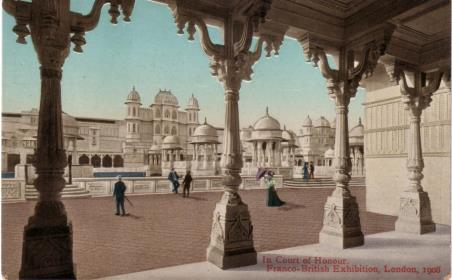 In Court of Honour.
Franco-British Exhibition, London, 1908